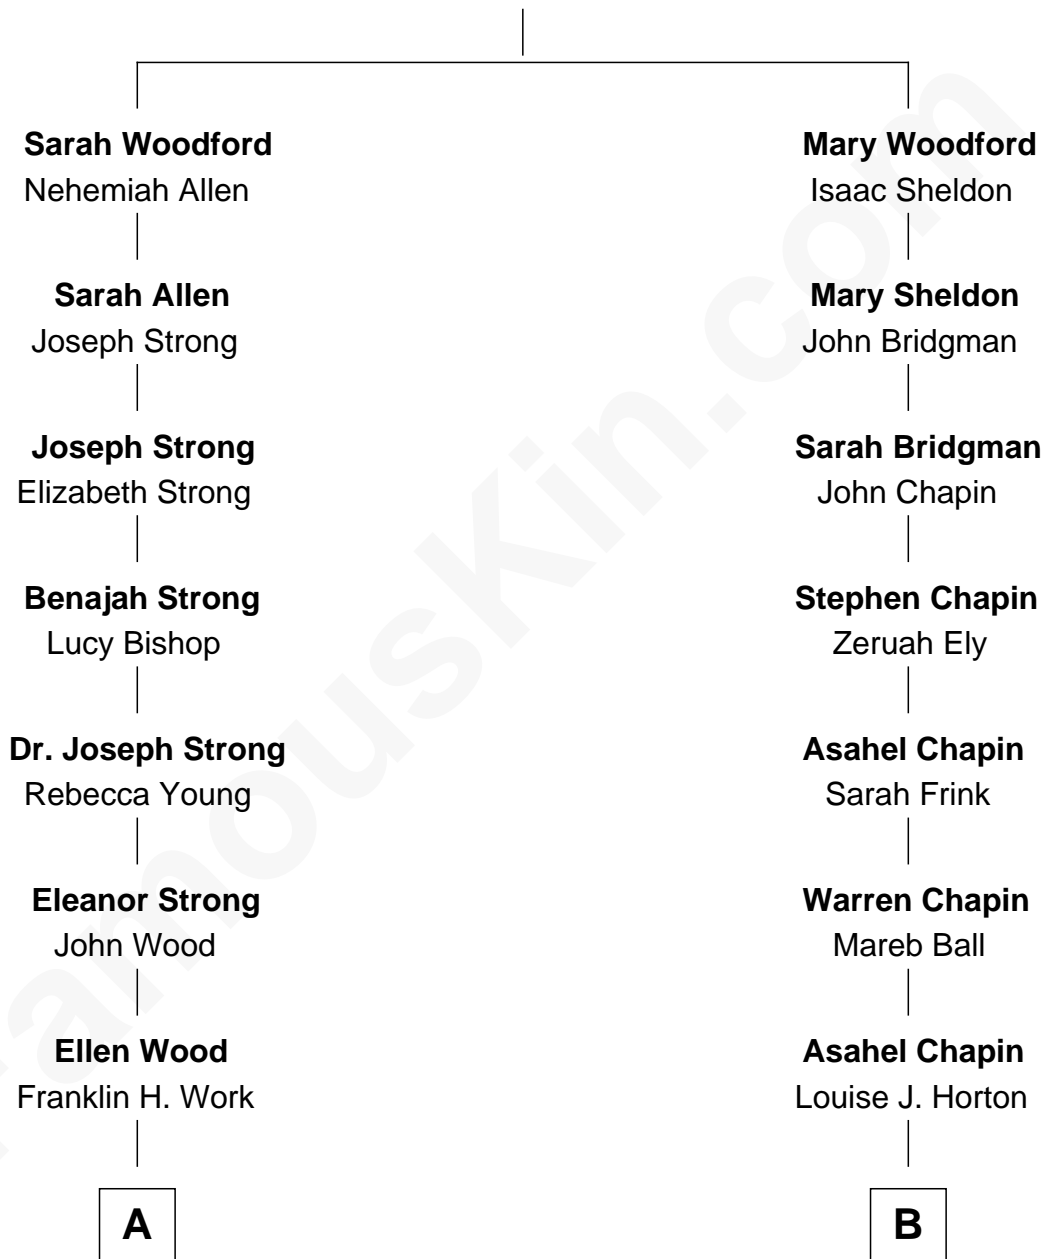 Sarah Woodford
Nehemiah Allen
Sarah Allen
Joseph Strong
Joseph Strong
Elizabeth Strong
Benajah Strong
Lucy Bishop
Dr. Joseph Strong
Rebecca Young
Eleanor Strong
John Wood
Ellen Wood
Franklin H. Work
A
Mary Woodford
Isaac Sheldon
Mary Sheldon
John Bridgman
Sarah Bridgman
John Chapin
Stephen Chapin
Zeruah Ely
Asahel Chapin
Sarah Frink
Warren Chapin
Mareb Ball
Asahel Chapin
Louise J. Horton
B
FamousKin.com